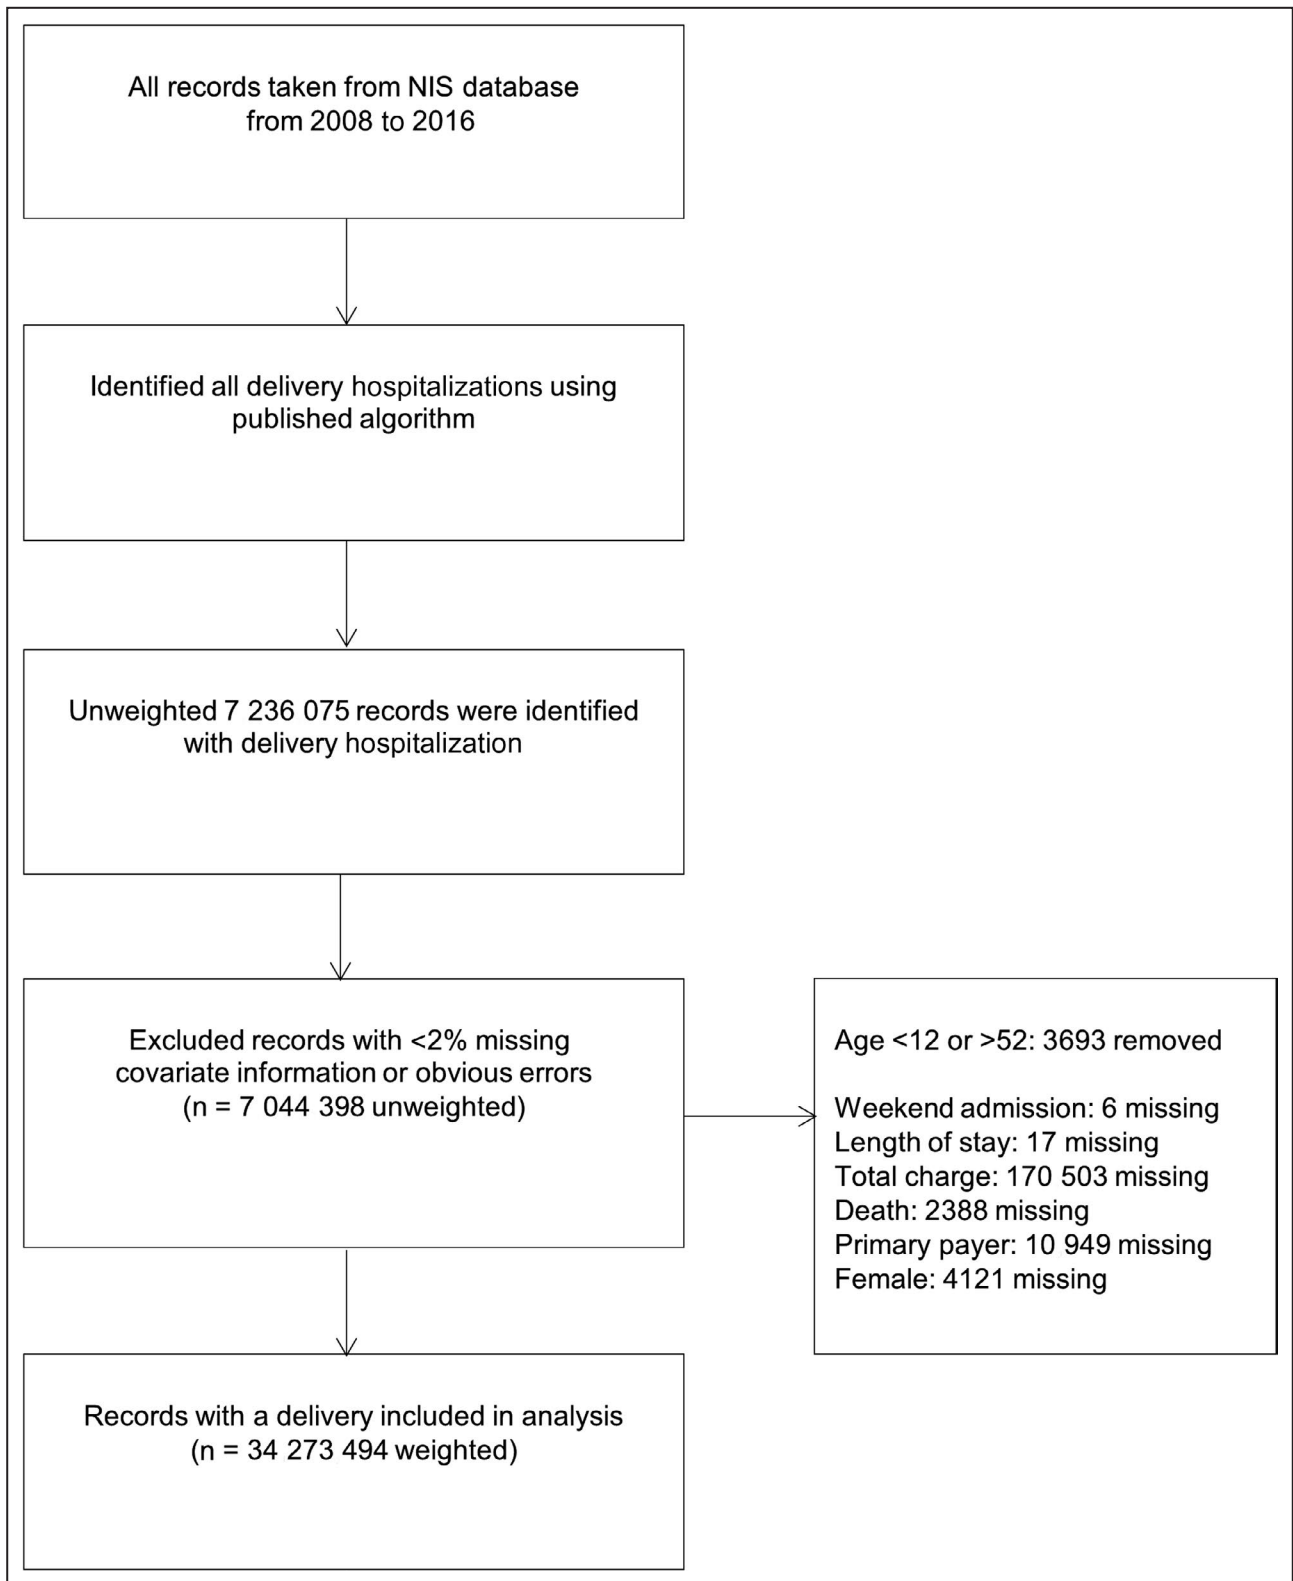 All records taken from NIS database
from 2008 to 2016
Identified all delivery hospitalizations using
published algorithm
Unweighted 7 236 075 records were identified
with delivery hospitalization
Excluded records with <2% missing
covariate information or obvious errors
(n = 7 044 398 unweighted)
Age <12 or >52: 3693 removed
Weekend admission: 6 missing
Length of stay: 17 missing
Total charge: 170 503 missing
Death: 2388 missing
Primary payer: 10 949 missing
Female: 4121 missing
Records with a delivery included in analysis
(n = 34 273 494 weighted)